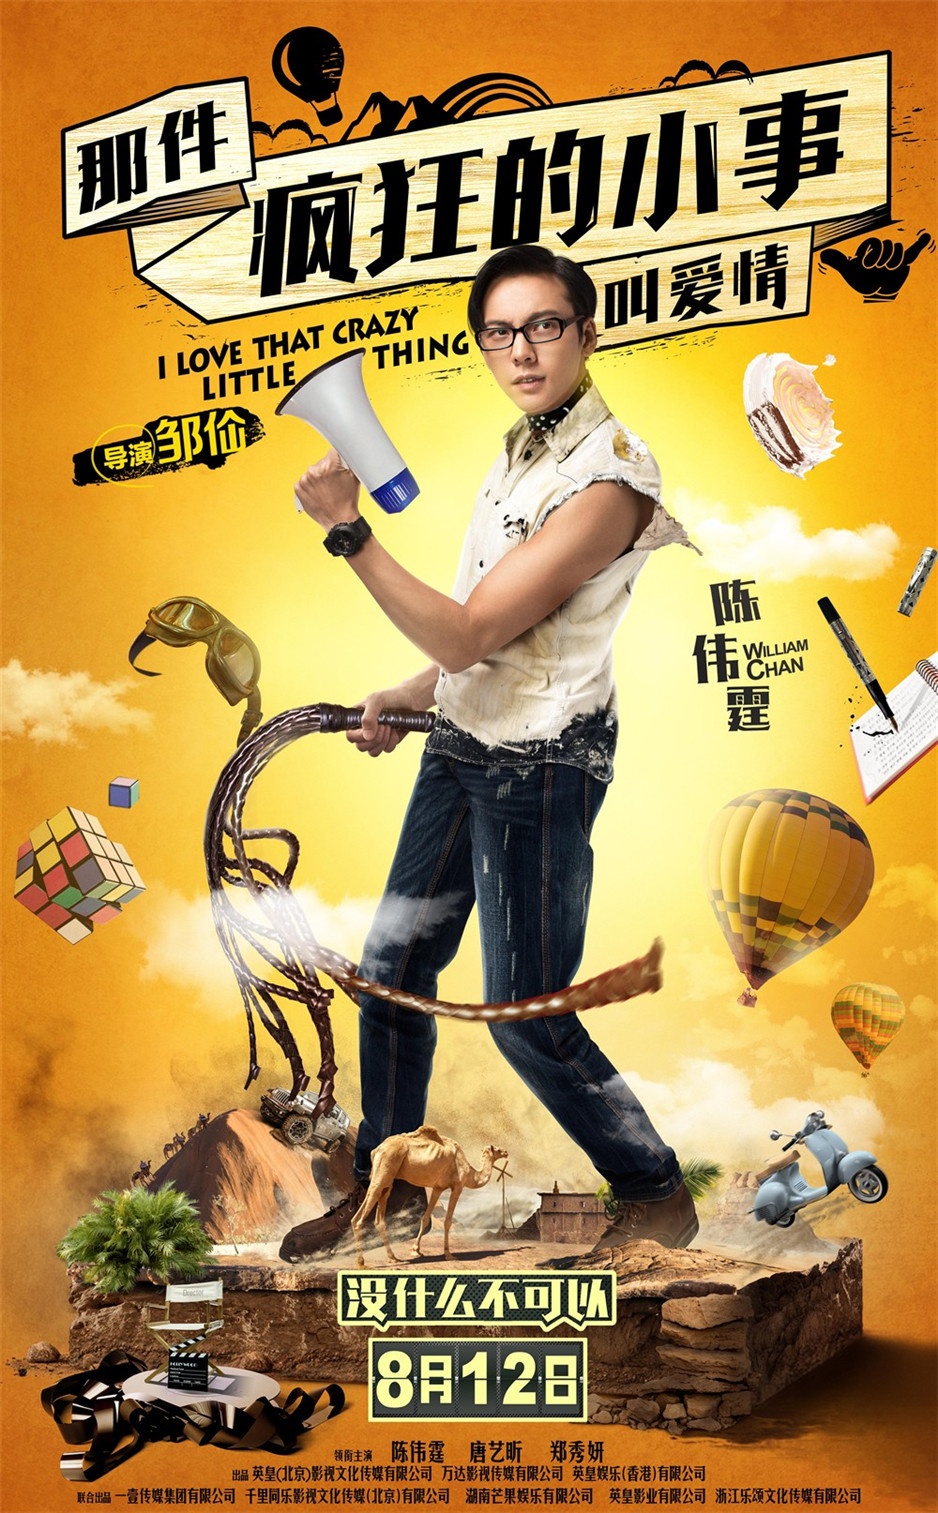 那件
疯狂的小事
叫爱情
I LOVE THAT CRAZY
LITTLE THING
导演 邹佡
陈伟霆
WILLIAM
CHAN
Director
HOLLYWOOD
没什么不可以
8月12日
领衔主演 陈伟霆 唐艺昕 郑秀妍
出品 英皇(北京)影视文化传媒有限公司 万达影视传媒有限公司 英皇娱乐(香港)有限公司
联合出品 一壹传媒集团有限公司 千里同乐影视文化传媒(北京)有限公司 湖南芒果娱乐有限公司 英皇影业有限公司 浙江乐颂文化传媒有限公司